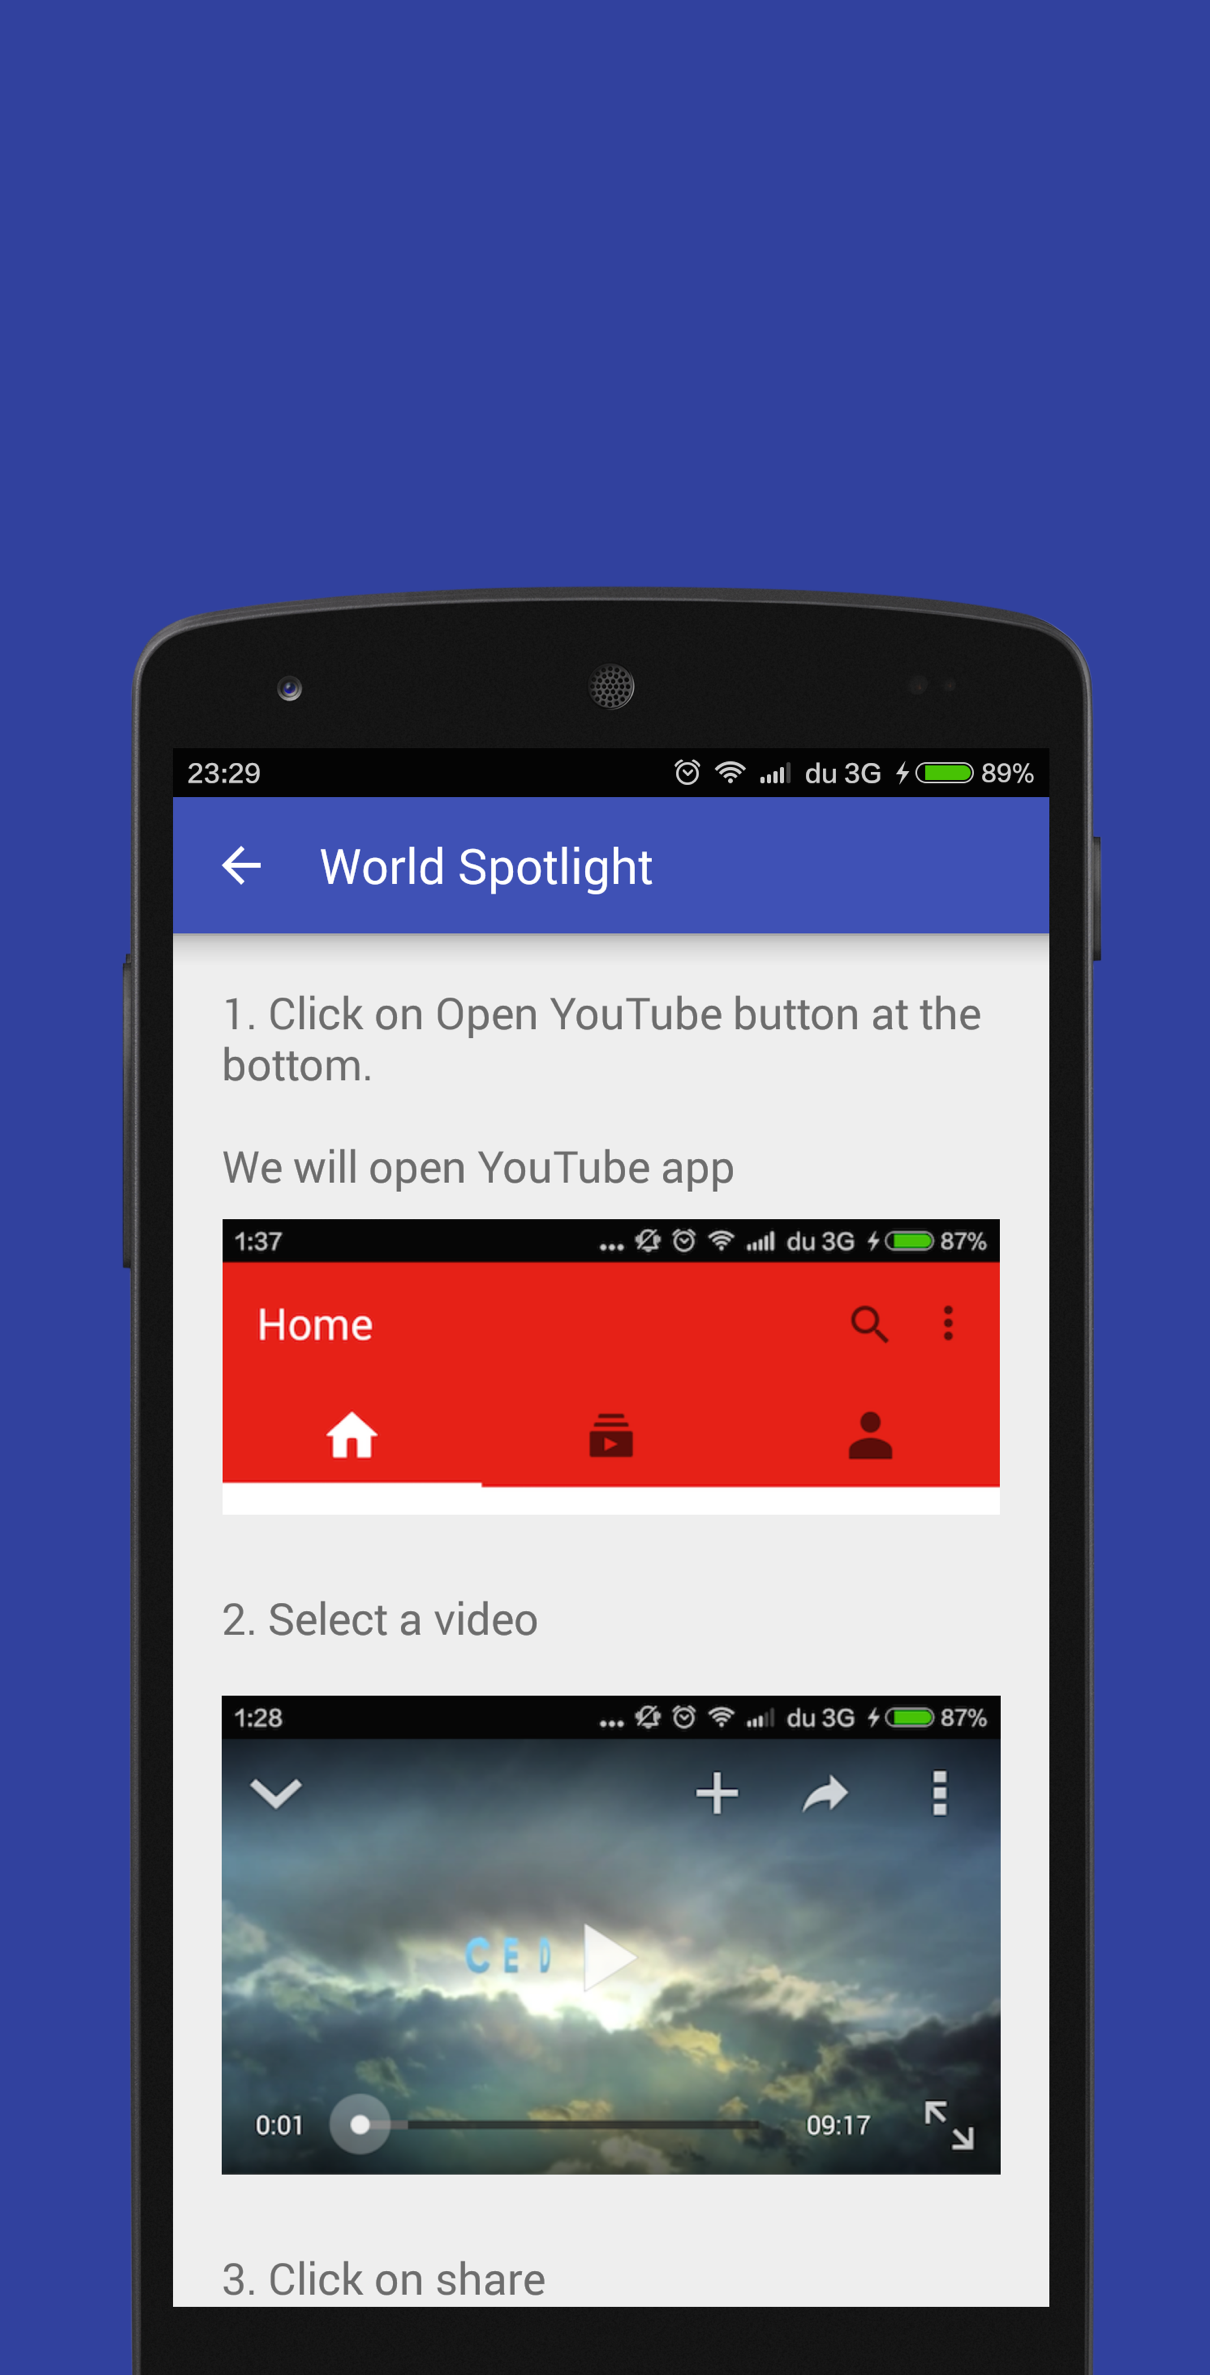 23:29 du 3G 89%
World Spotlight
1. Click on Open YouTube button at the
bottom.
We will open YouTube app
1:37 ... du 3G 87%
Home
2. Select a video
1:28 ... du 3G 87%
CED
0:01 09:17
3. Click on share